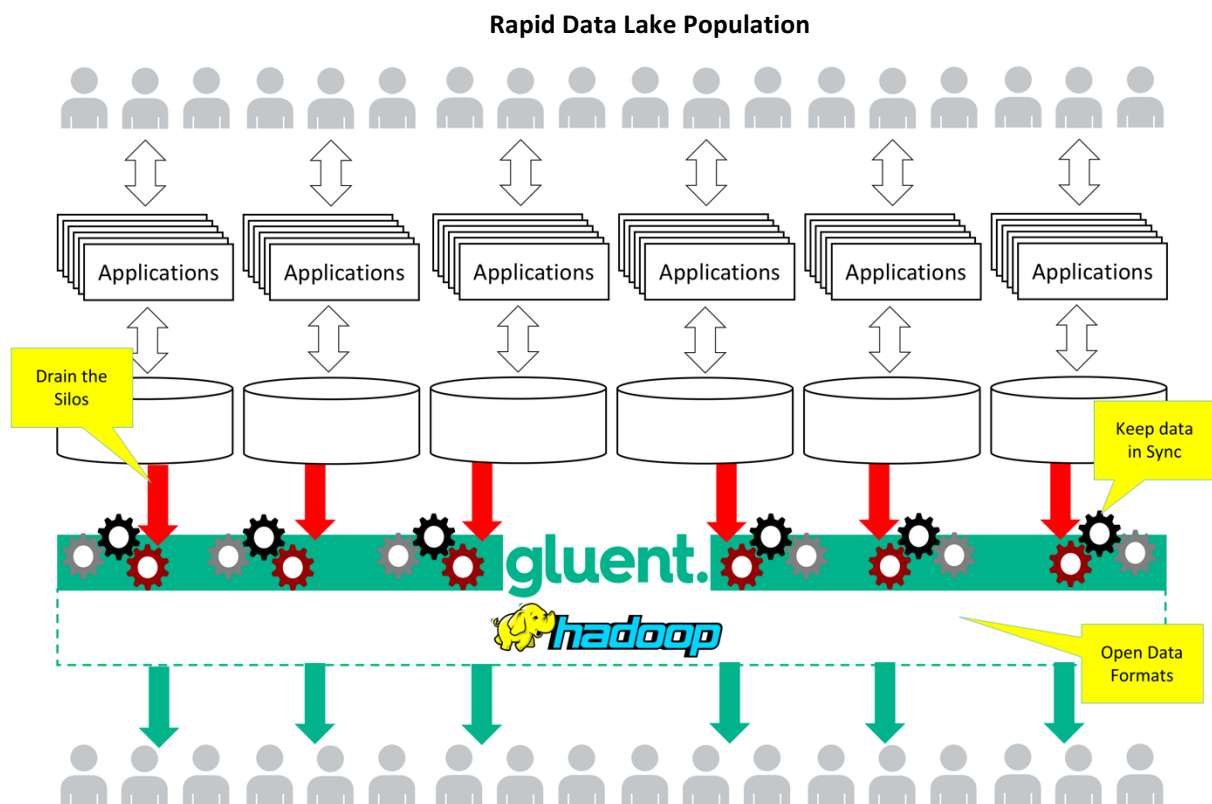 Rapid Data Lake Population
Applications
Applications
Applications
Applications
Applications
Applications
Drain the
Silos
Keep data
in Sync
gluent.
hadoop
Open Data
Formats